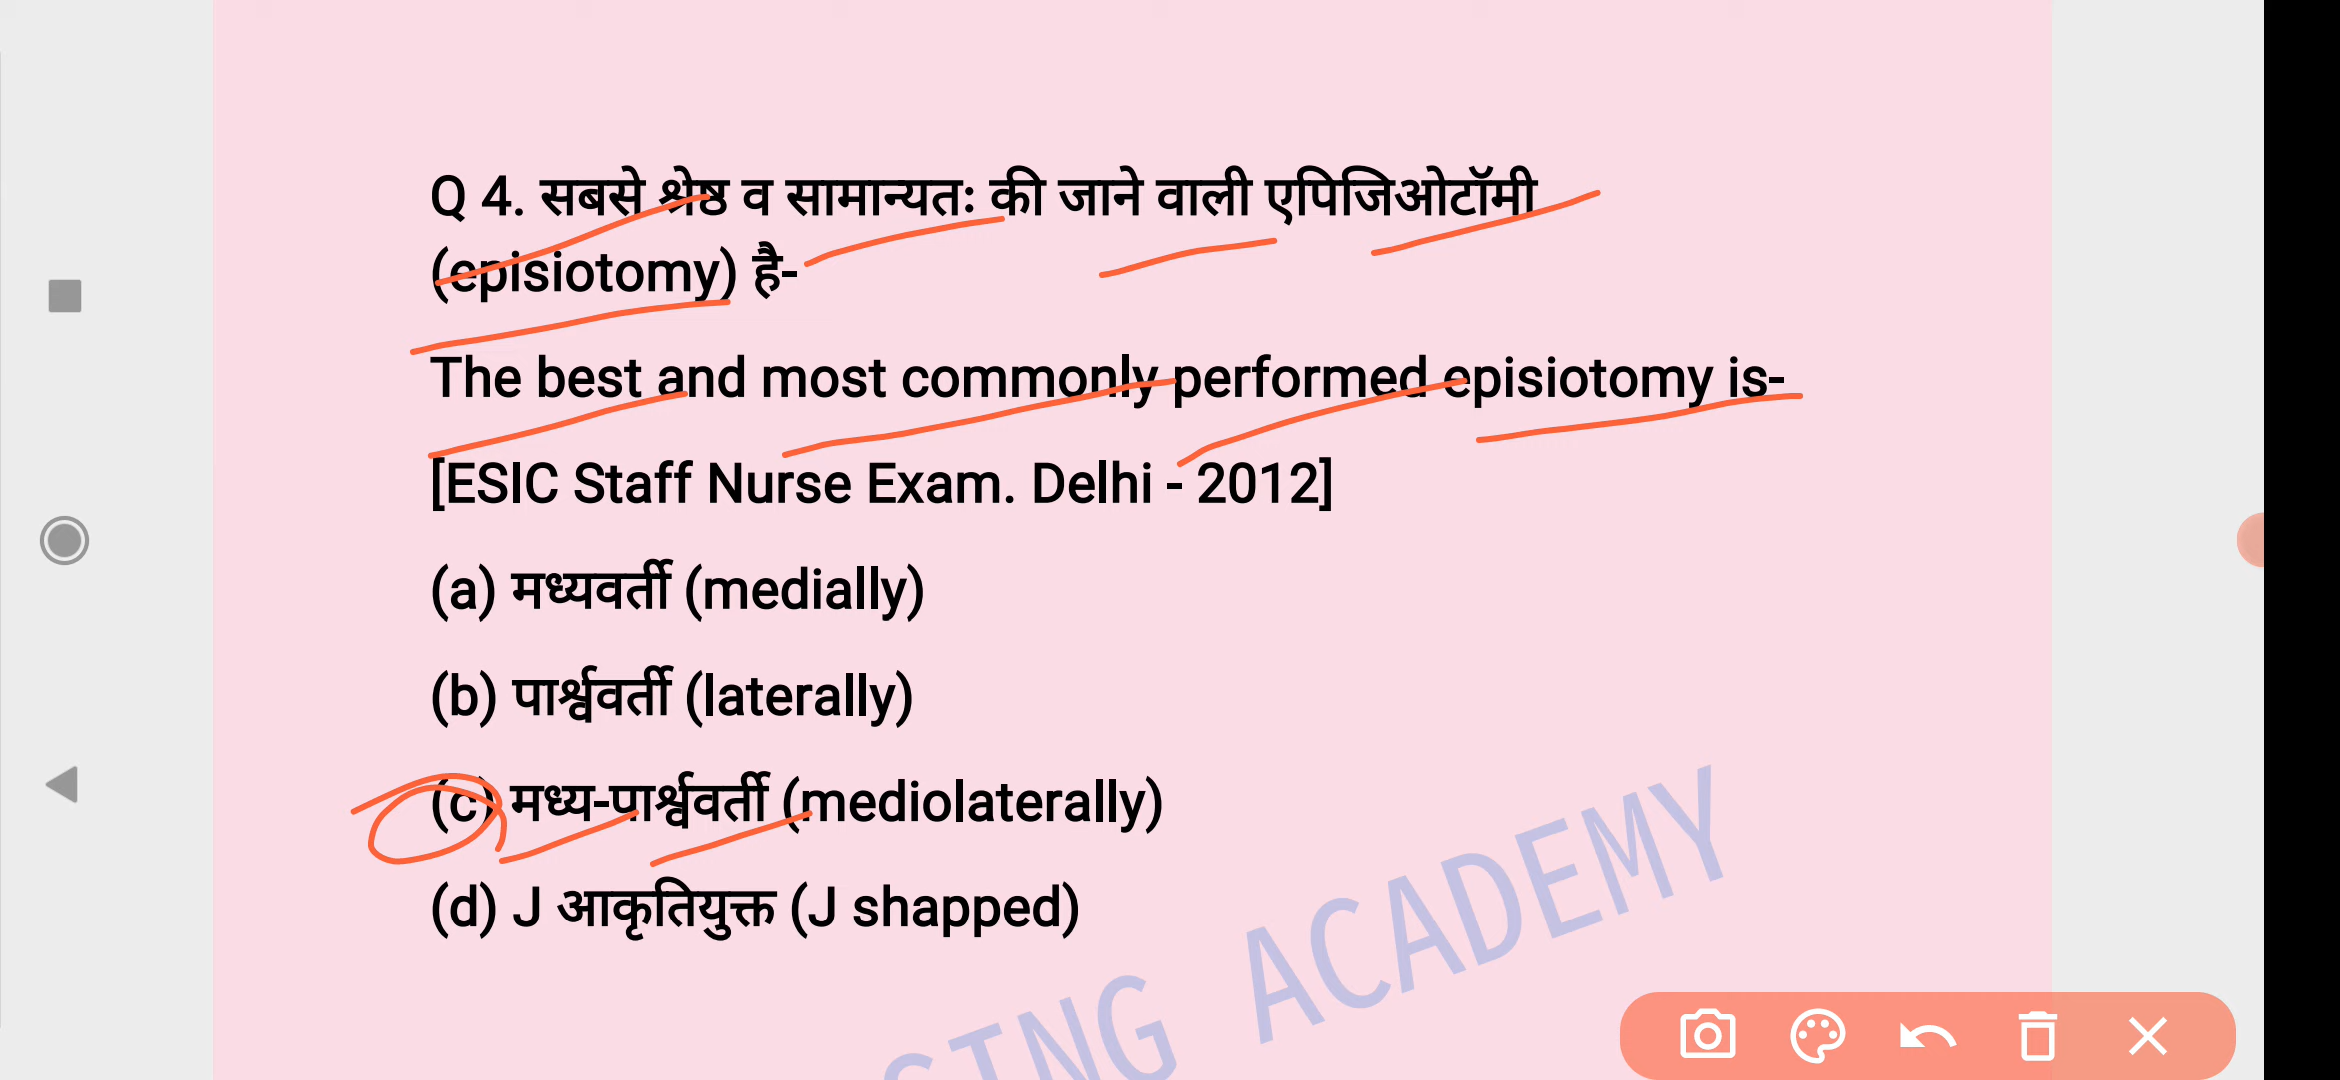 Q 4. सबसे श्रेष्ठ व सामान्यतः की जाने वाली एपिजिओटॉमी
(episiotomy) है-
The best and most commonly performed episiotomy is-
[ESIC Staff Nurse Exam. Delhi - 2012]
(a) मध्यवर्ती (medially)
(b) पार्श्ववर्ती (laterally)
(c) मध्य-पार्श्ववर्ती (mediolaterally)
(d) J आकृतियुक्त (J shapped)
ACADEMY